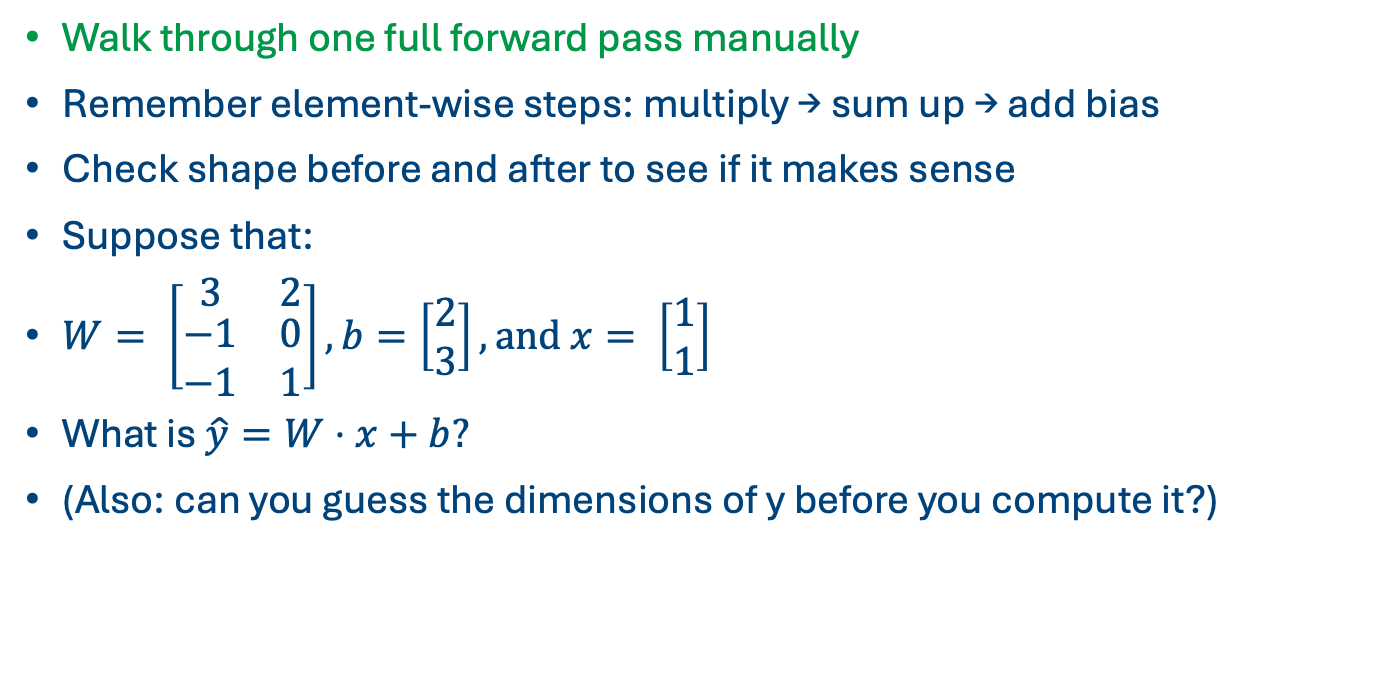 • Walk through one full forward pass manually
• Remember element-wise steps: multiply → sum up → add bias
• Check shape before and after to see if it makes sense
• Suppose that:
• W = [3 2; −1 0; −1 1], b = [2; 3], and x = [1; 1]
• What is ŷ = W · x + b?
• (Also: can you guess the dimensions of y before you compute it?)